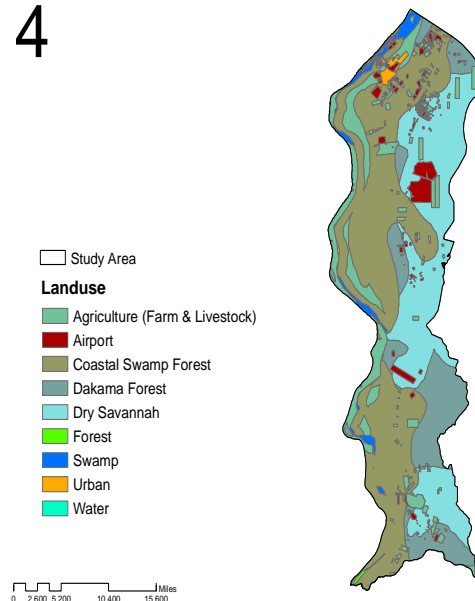 4
Study Area
Landuse
Agriculture (Farm & Livestock)
Airport
Coastal Swamp Forest
Dakama Forest
Dry Savannah
Forest
Swamp
Urban
Water
Miles
0 2,600 5,200 10,400 15,600